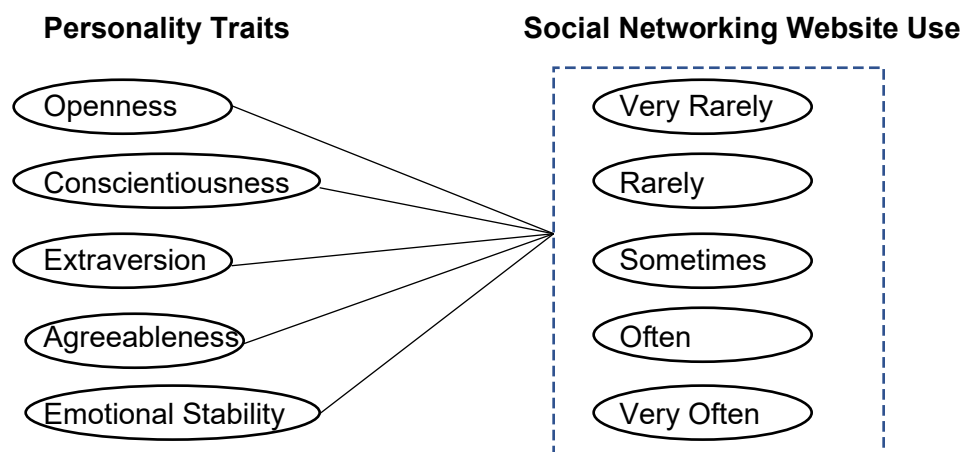 Personality Traits
Social Networking Website Use
Openness
Conscientiousness
Extraversion
Agreeableness
Emotional Stability
Very Rarely
Rarely
Sometimes
Often
Very Often